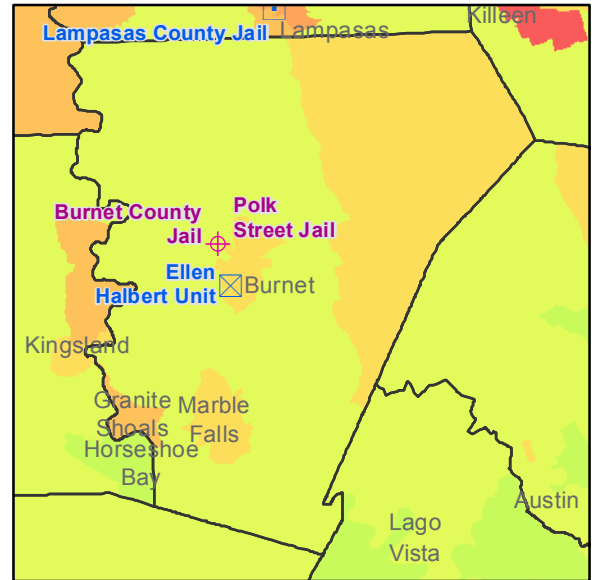 Killeen
Lampasas County Jail
Lampasas
Burnet County
Jail
Polk
Street Jail
Ellen
Halbert Unit
Burnet
Kingsland
Granite
Shoals
Marble
Falls
Horseshoe
Bay
Austin
Lago
Vista